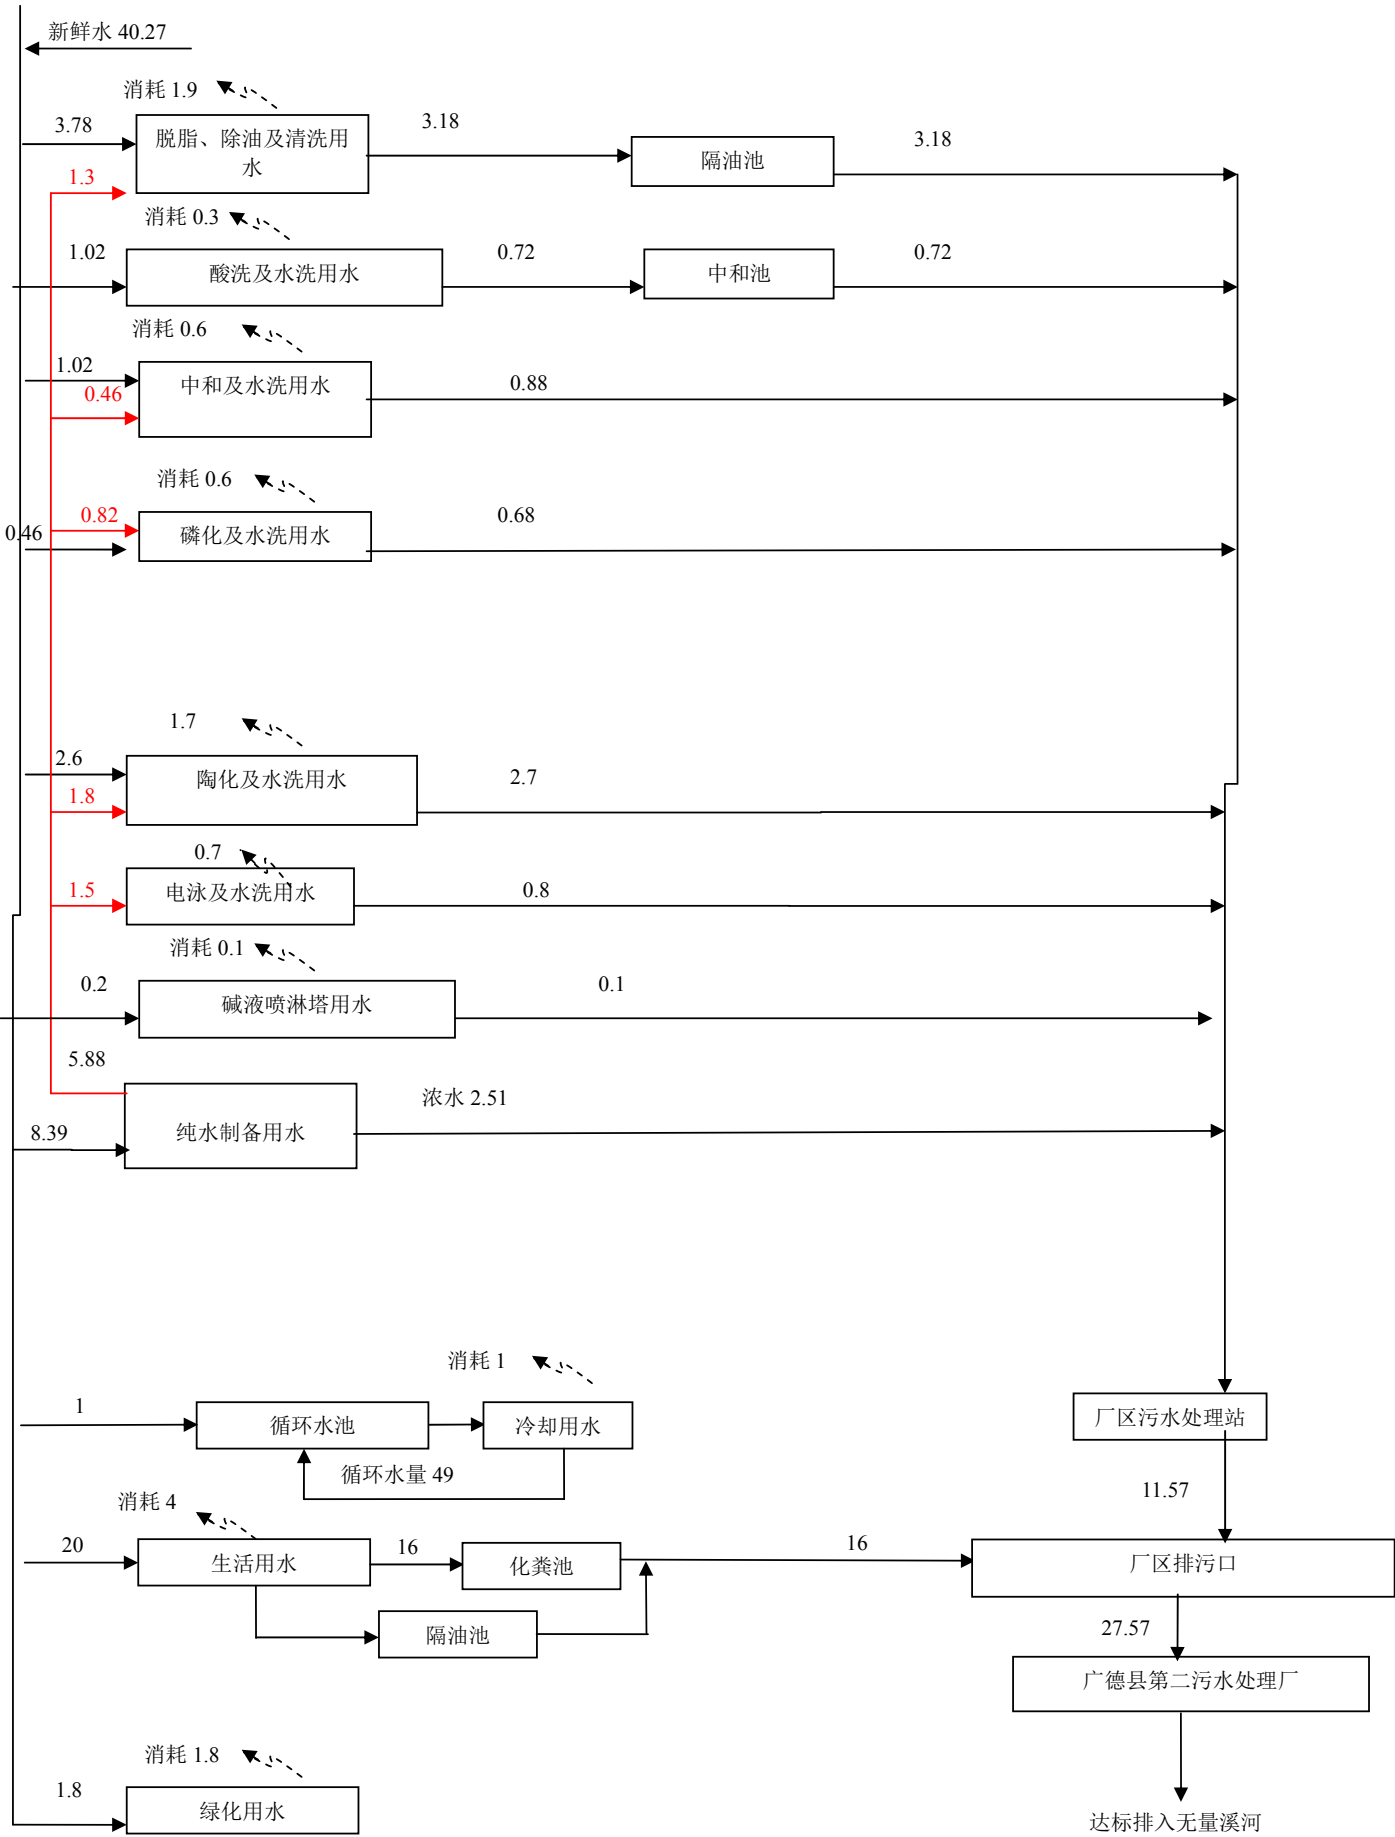 新鲜水 40.27
消耗 1.9
3.78
脱脂、除油及清洗用
水
3.18
隔油池
3.18
1.3
消耗 0.3
1.02
酸洗及水洗用水
0.72
中和池
0.72
消耗 0.6
1.02
中和及水洗用水
0.88
0.46
消耗 0.6
0.82
0.46
磷化及水洗用水
0.68
1.7
2.6
陶化及水洗用水
2.7
1.8
0.7
1.5
电泳及水洗用水
0.8
消耗 0.1
0.2
碱液喷淋塔用水
0.1
5.88
浓水 2.51
8.39
纯水制备用水
消耗 1
1
循环水池
冷却用水
厂区污水处理站
循环水量 49
11.57
消耗 4
20
生活用水
16
化粪池
16
厂区排污口
隔油池
27.57
广德县第二污水处理厂
消耗 1.8
1.8
绿化用水
达标排入无量溪河